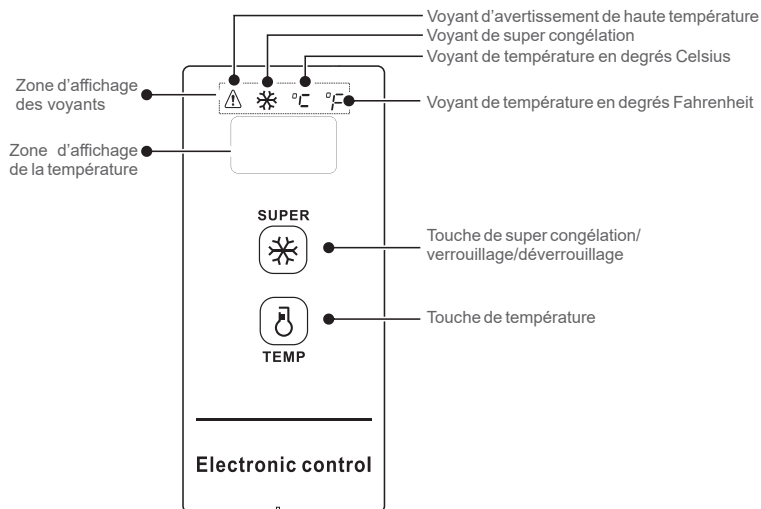 Voyant d'avertissement de haute température
Voyant de super congélation
Voyant de température en degrés Celsius
Zone d'affichage
des voyants
°C °F
Voyant de température en degrés Fahrenheit
Zone d'affichage
de la température
SUPER
Touche de super congélation/
verrouillage/déverrouillage
Touche de température
TEMP
Electronic control